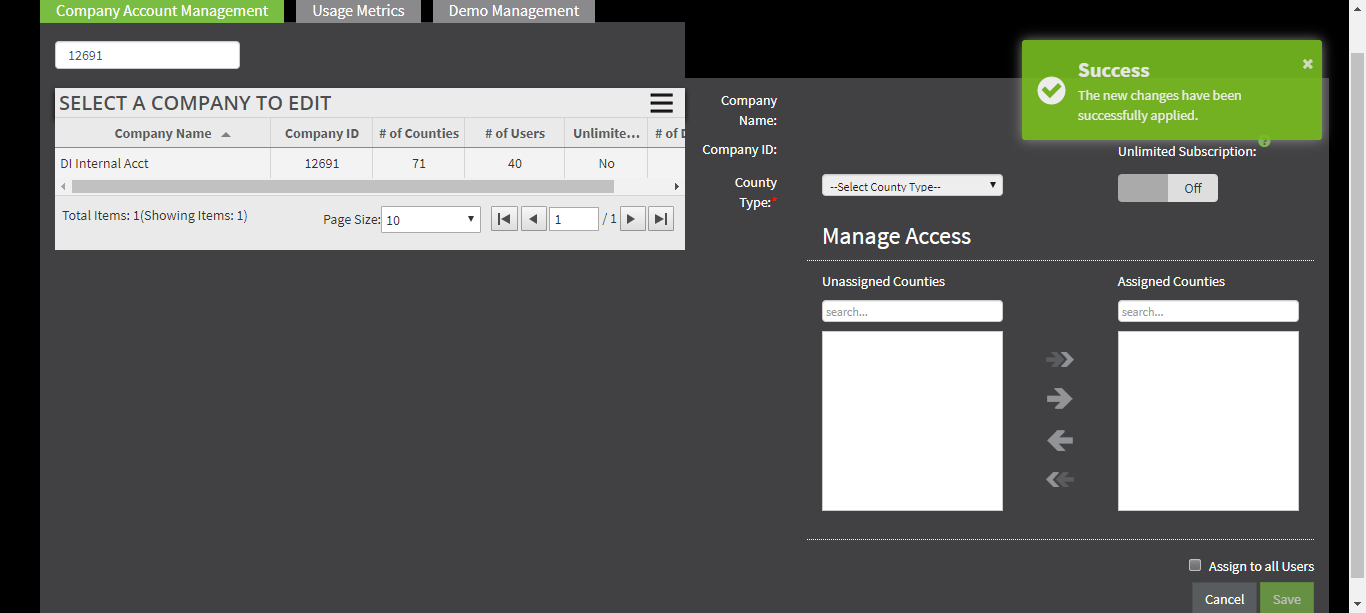 Company Account Management
Usage Metrics
Demo Management
12691
SELECT A COMPANY TO EDIT
Company Name
Company ID
# of Counties
# of Users
Unlimite...
# of D
DI Internal Acct
12691
71
40
No
Total Items: 1(Showing Items: 1)
Page Size:
10
1
/ 1
Success
×
The new changes have been
successfully applied.
Company
Name:
Company ID:
?
Unlimited Subscription:
Off
County
Type:*
--Select County Type--
Manage Access
Unassigned Counties
Assigned Counties
search...
search...
Assign to all Users
Cancel
Save